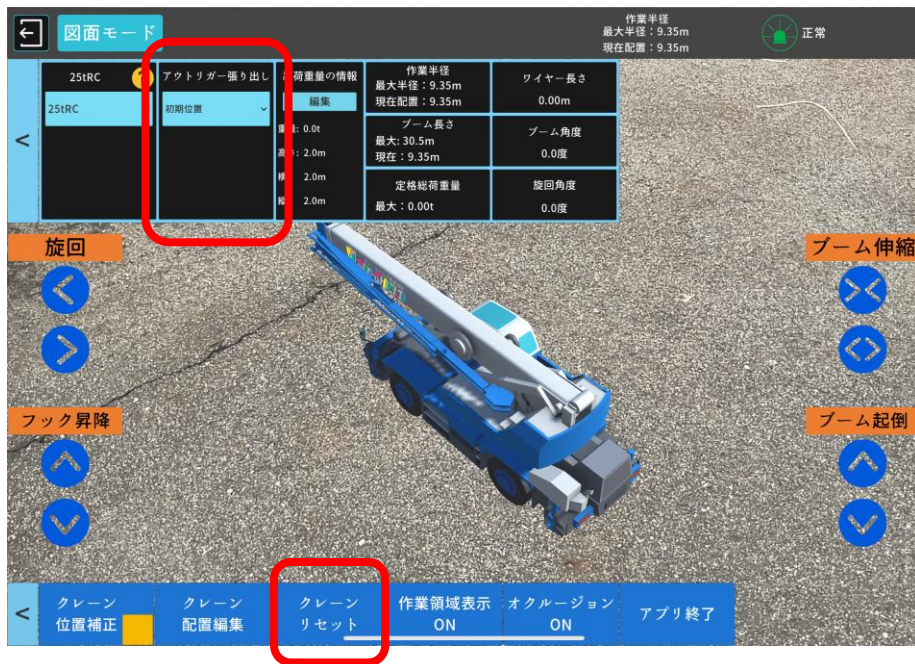 図面モード
作業半径
最大半径：9.35m
現在配置：9.35m
正常
25tRC
?
25tRC
アウトリガー張り出し
初期位置
荷重量の情報
編集
重量: 0.0t
2.0m
2.0m
2.0m
作業半径
最大半径：9.35m
現在配置：9.35m
ブーム長さ
最大: 30.5m
現在：9.35m
定格総荷重量
最大：0.00t
ワイヤー長さ
0.00m
ブーム角度
0.0度
旋回角度
0.0度
旋回
フック昇降
ブーム伸縮
ブーム起倒
クレーン
位置補正
クレーン
配置編集
クレーン
リセット
作業領域表示
ON
オクルージョン
ON
アプリ終了